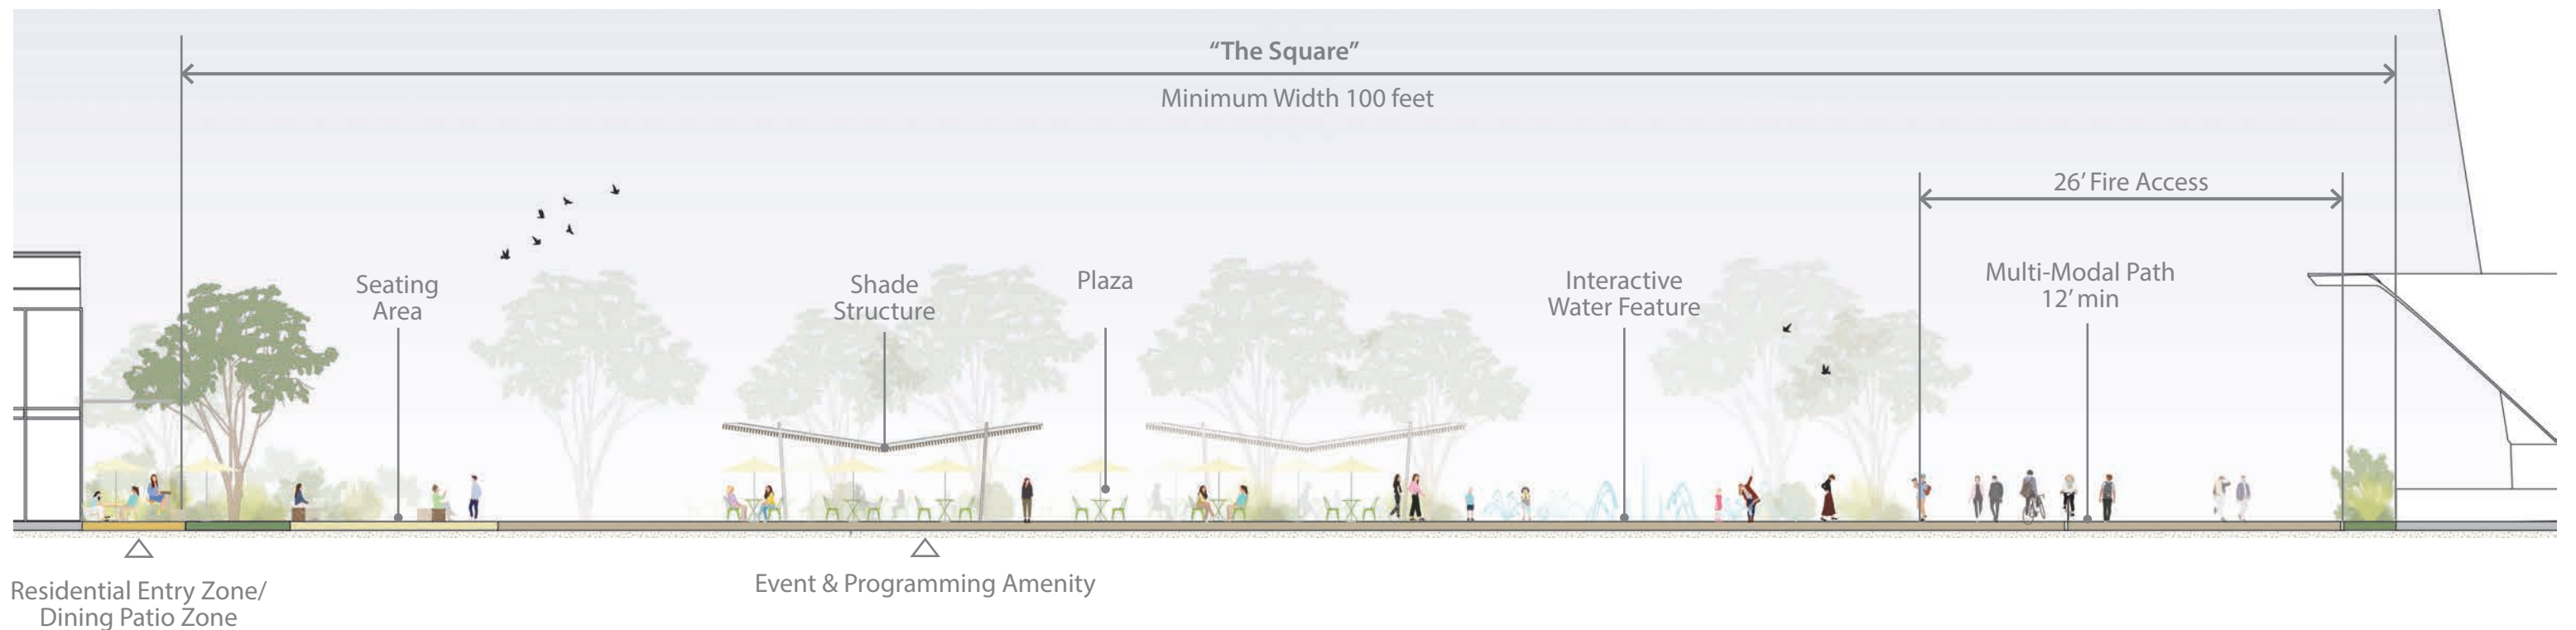 “The Square”
Minimum Width 100 feet
26’ Fire Access
Seating
Area
Shade
Structure
Plaza
Interactive
Water Feature
Multi-Modal Path
12’ min
Residential Entry Zone/
Dining Patio Zone
Event & Programming Amenity